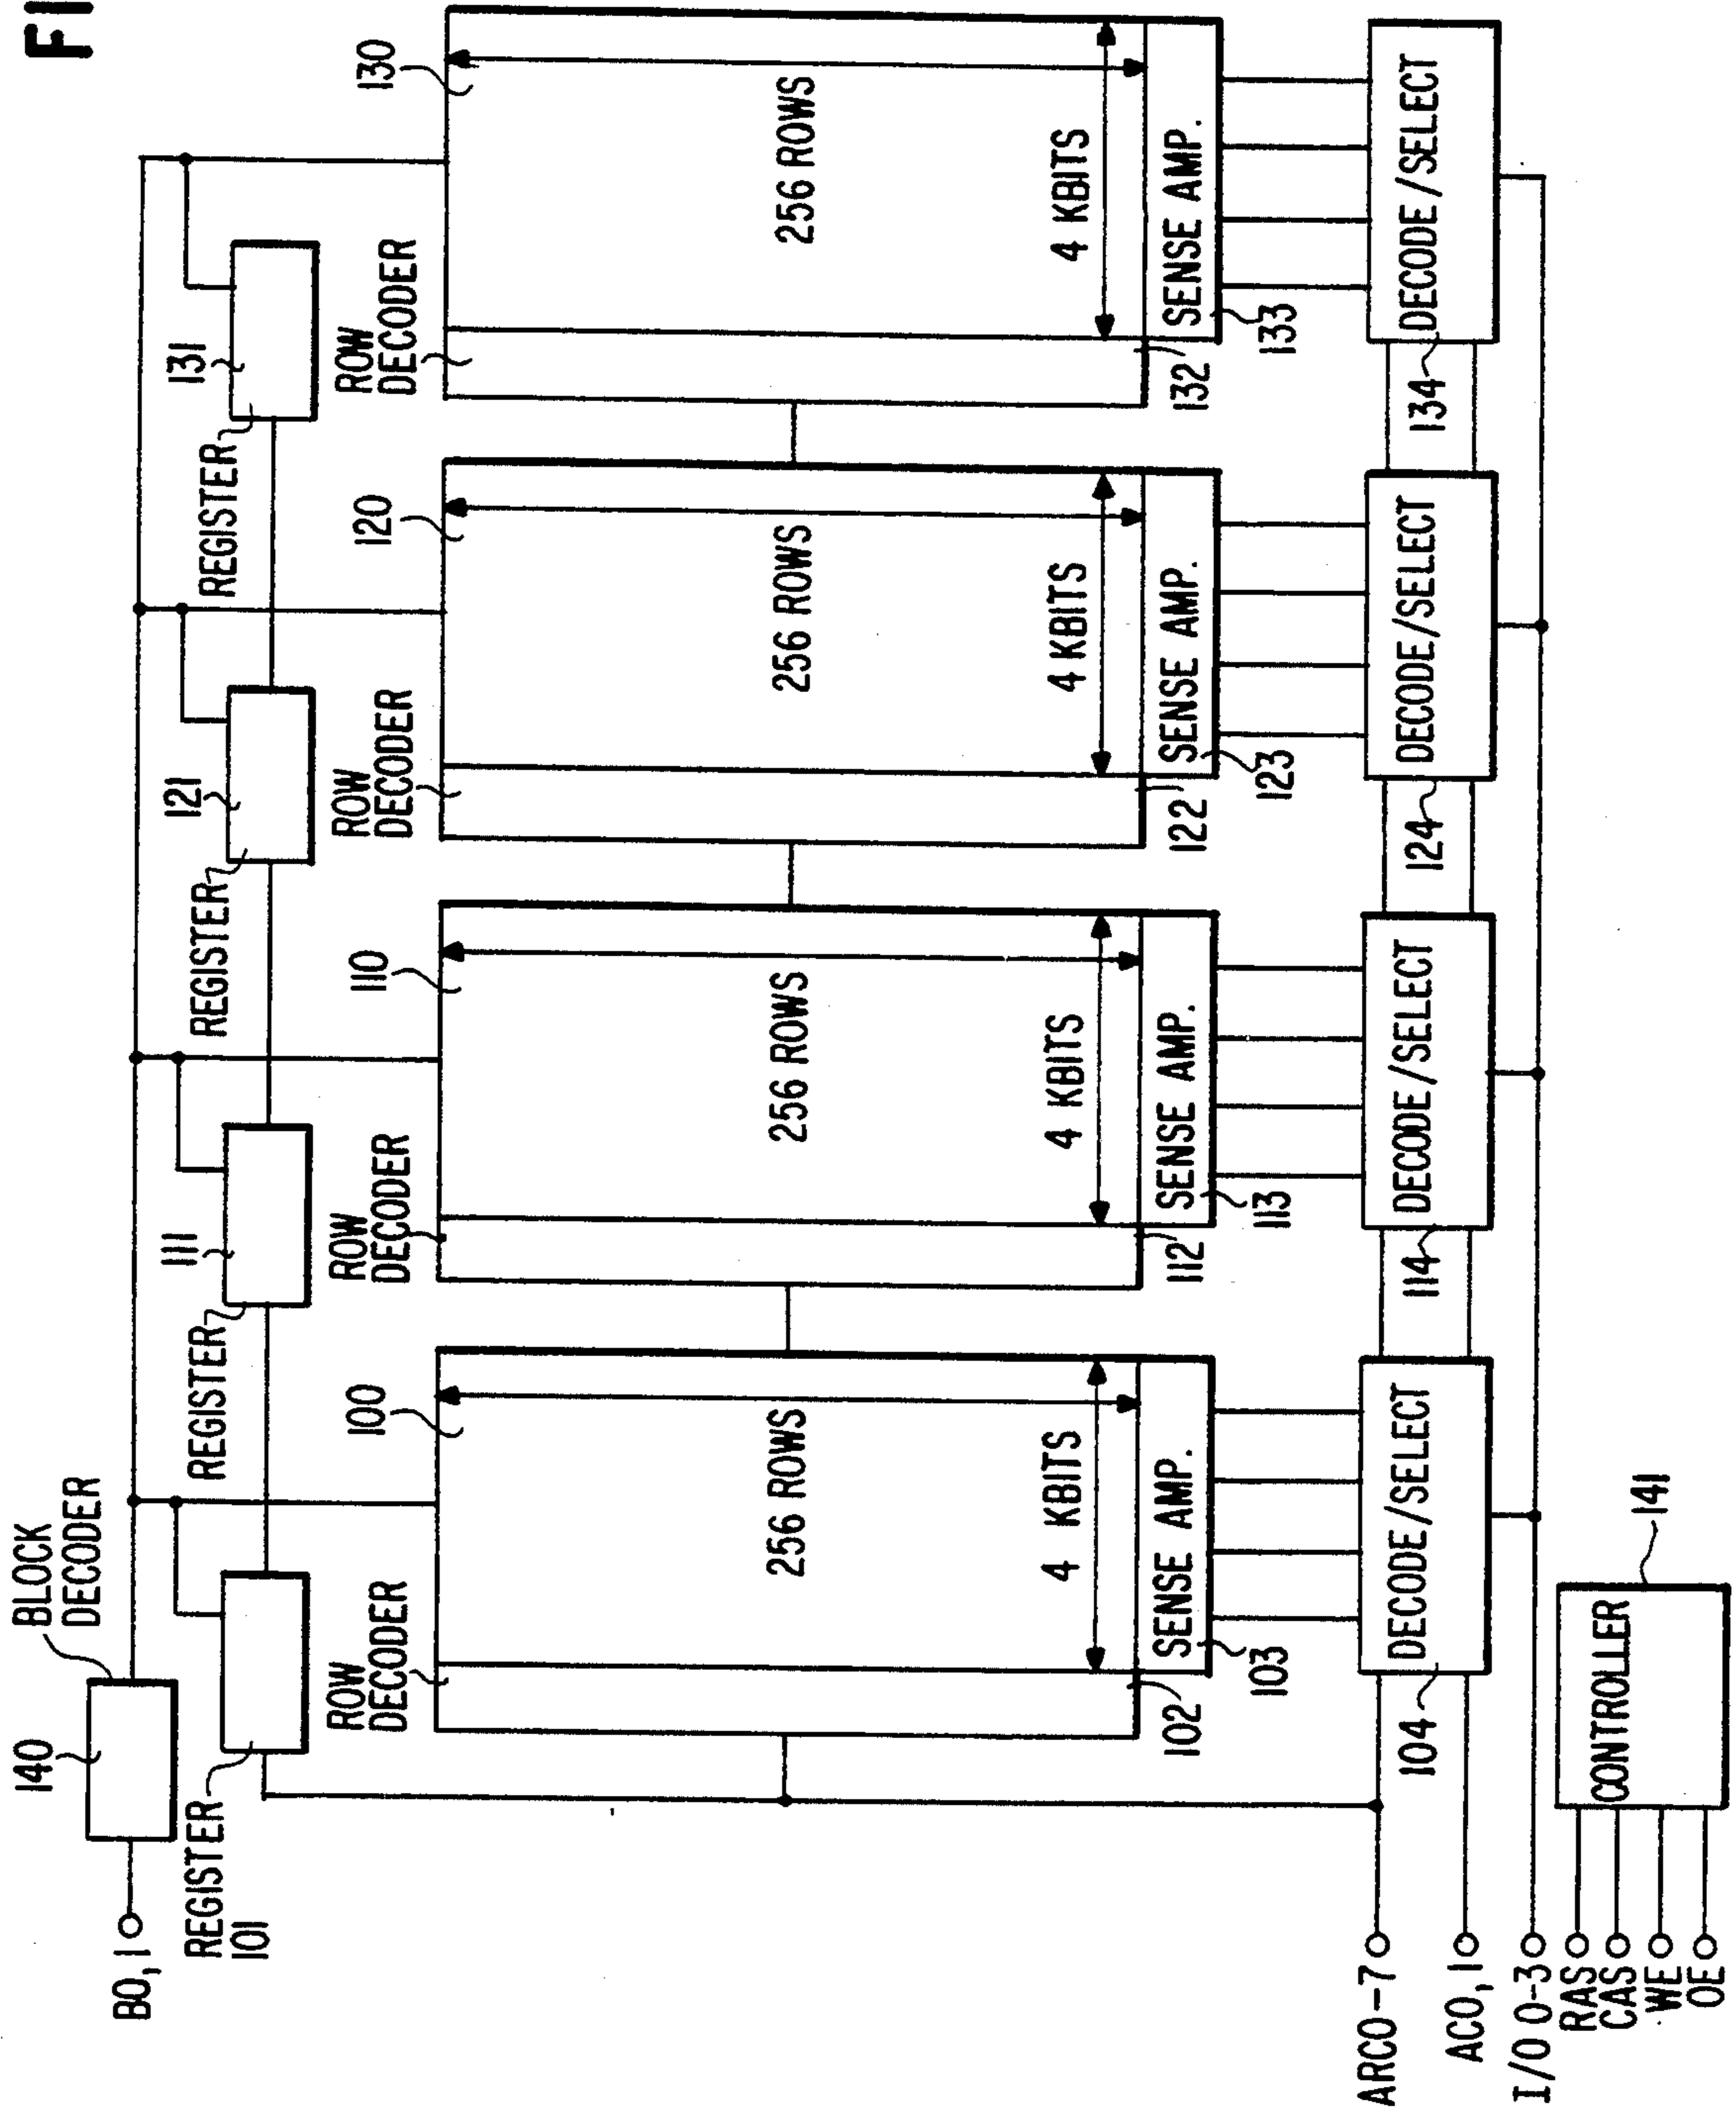 FI
BLOCK
DECODER
140
B0, 1
REGISTER
101
REGISTER
111
REGISTER
121
REGISTER
131
ROW
DECODER
100
256 ROWS
4 KBITS
SENSE AMP.
102
103
ROW
DECODER
110
256 ROWS
4 KBITS
SENSE AMP.
112
113
ROW
DECODER
120
256 ROWS
4 KBITS
SENSE AMP.
122
123
ROW
DECODER
130
256 ROWS
4 KBITS
SENSE AMP.
132
133
DECODE/SELECT
104
DECODE/SELECT
114
DECODE/SELECT
124
DECODE/SELECT
134
ARC0-7
AC0, 1
I/O 0-3
RAS
CAS
WE
OE
CONTROLLER
141